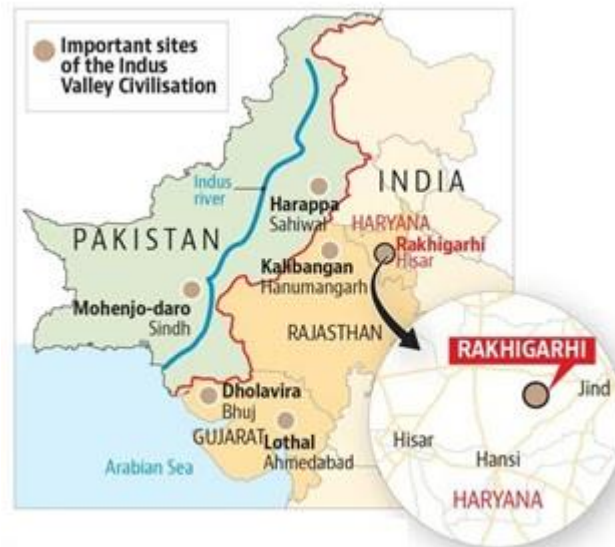 Important sites
of the Indus
Valley Civilisation
Indus
river
INDIA
Harappa
Sahiwal
HARYANA
PAKISTAN
Rakhigarhi
Hisar
Kalibangan
Hanumangarh
Mohenjo-daro
Sindh
RAJASTHAN
RAKHIGARHI
Dholavira
Bhuj
Jind
GUJARAT
Lothal
Ahmedabad
Hisar
Hansi
Arabian Sea
HARYANA